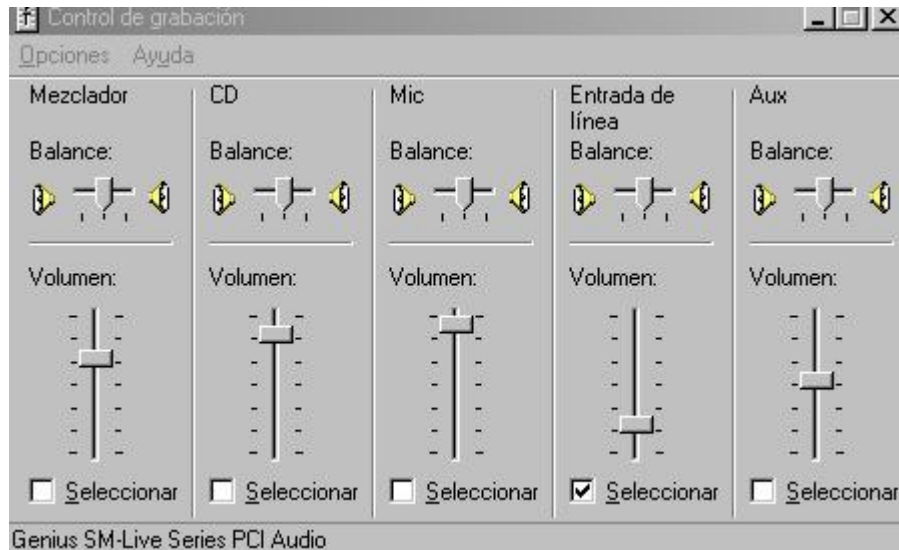 Control de grabación
Opciones Ayuda
Mezclador
Balance:
Volumen:
Seleccionar
CD
Balance:
Volumen:
Seleccionar
Mic
Balance:
Volumen:
Seleccionar
Entrada de
línea
Balance:
Volumen:
Seleccionar
Aux
Balance:
Volumen:
Seleccionar
Genius SM-Live Series PCI Audio